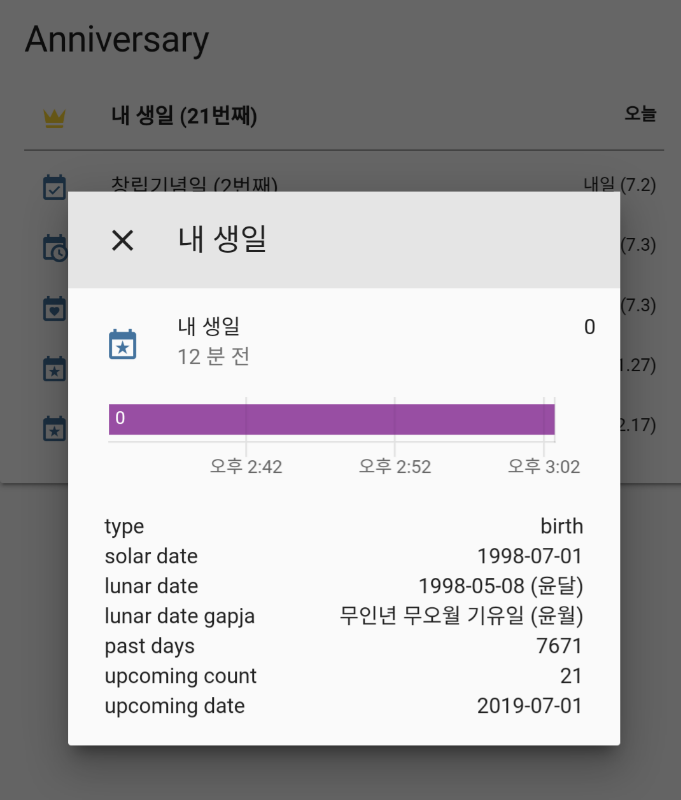 Anniversary
내 생일 (21번째)
오늘
창립기념일 (2번째)
내일 (7.2)
내 생일
(7.3)
(7.3)
내 생일
0
12 분 전
1.27)
0
2.17)
오후 2:42
오후 2:52
오후 3:02
type
birth
solar date
1998-07-01
lunar date
1998-05-08 (윤달)
lunar date gapja
무인년 무오월 기유일 (윤월)
past days
7671
upcoming count
21
upcoming date
2019-07-01